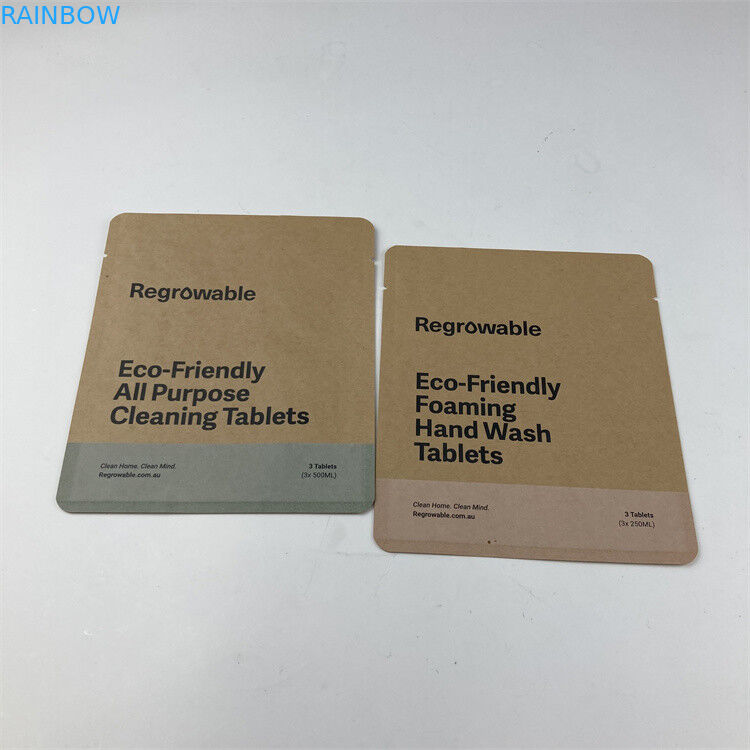 RAINBOW
Regrowable
Eco-Friendly
All Purpose
Cleaning Tablets
Clean Home. Clean Mind.
Regrowable.com.au
3 Tablets
(3x 500ML)
Regrowable
Eco-Friendly
Foaming
Hand Wash
Tablets
Clean Home. Clean Mind.
Regrowable.com.au
3 Tablets
(3x 250ML)